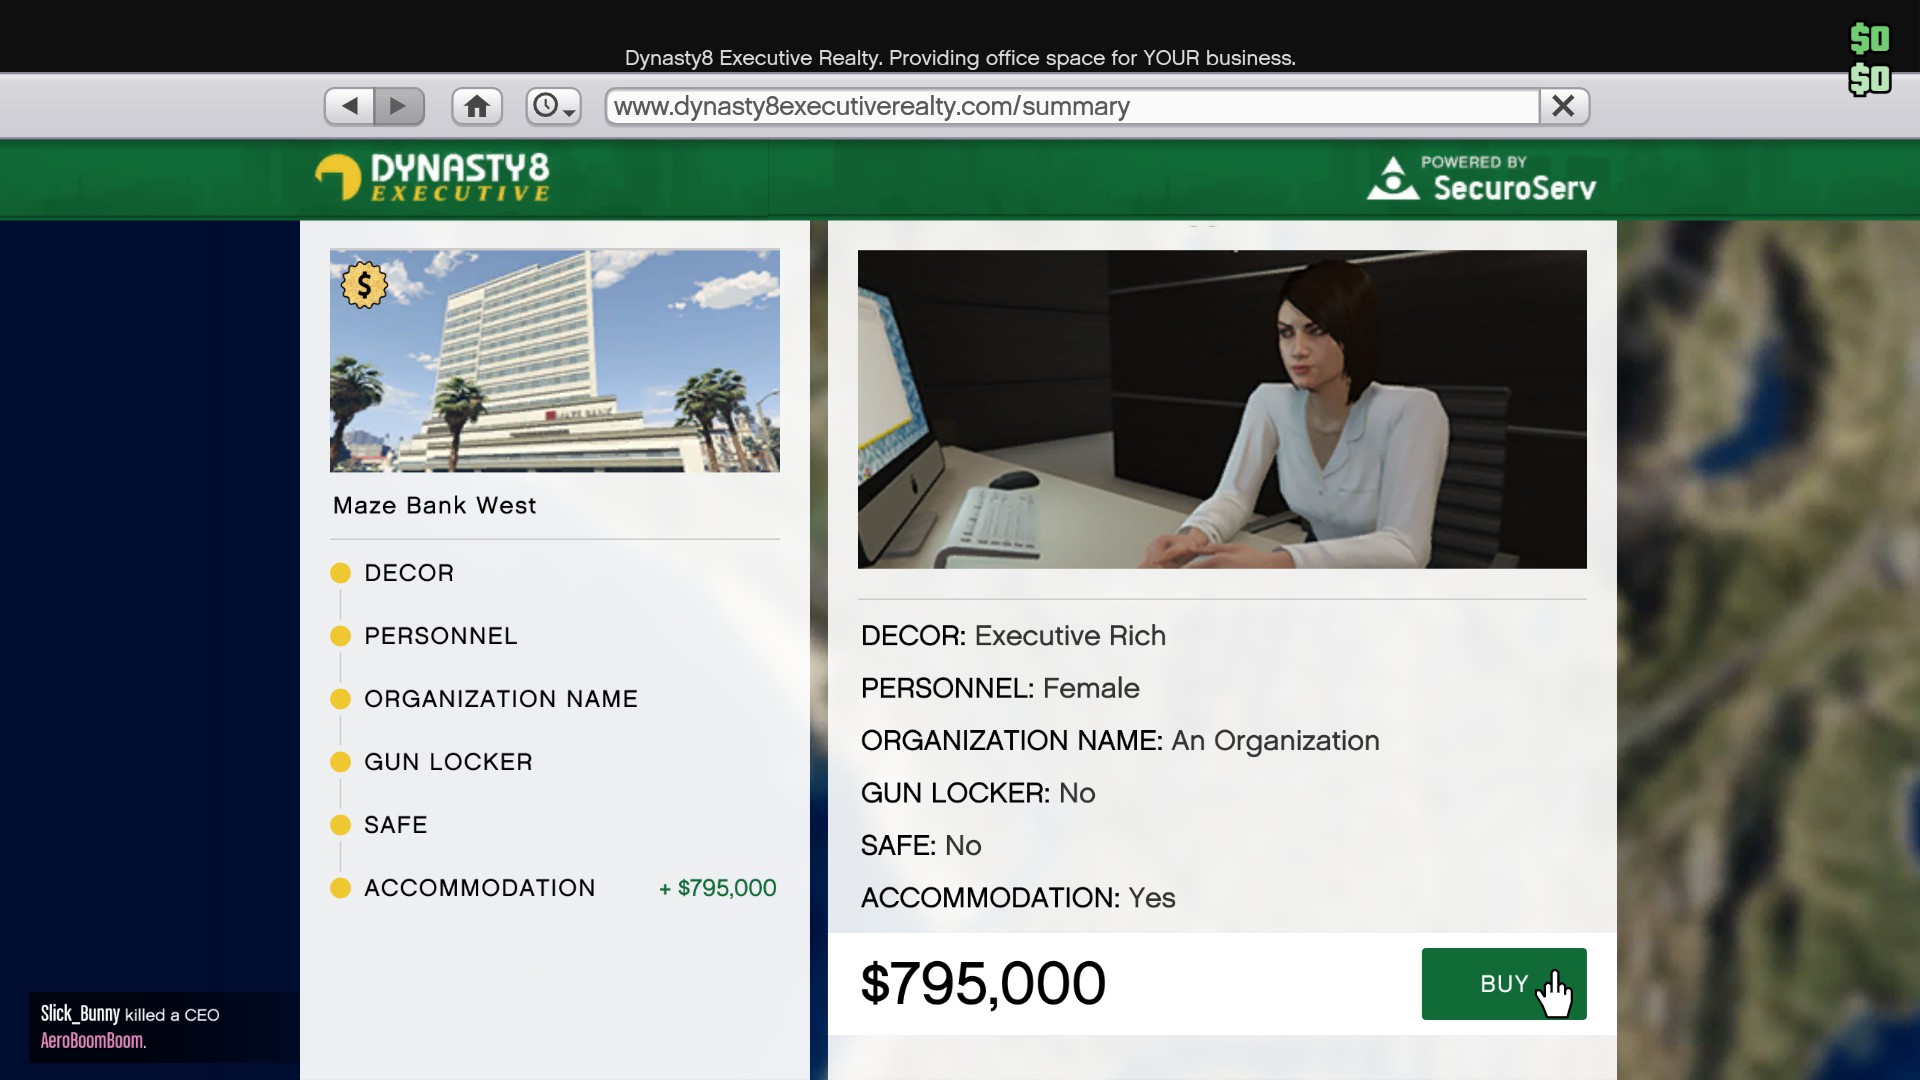 $0
Dynasty8 Executive Realty. Providing office space for YOUR business.
$0
www.dynasty8executiverealty.com/summary
DYNASTY8
EXECUTIVE
POWERED BY
SecuroServ
$
MAZE BANK
Maze Bank West
DECOR
PERSONNEL
ORGANIZATION NAME
GUN LOCKER
SAFE
ACCOMMODATION + $795,000
DECOR: Executive Rich
PERSONNEL: Female
ORGANIZATION NAME: An Organization
GUN LOCKER: No
SAFE: No
ACCOMMODATION: Yes
$795,000
BUY
Slick_Bunny killed a CEO
AeroBoomBoom.